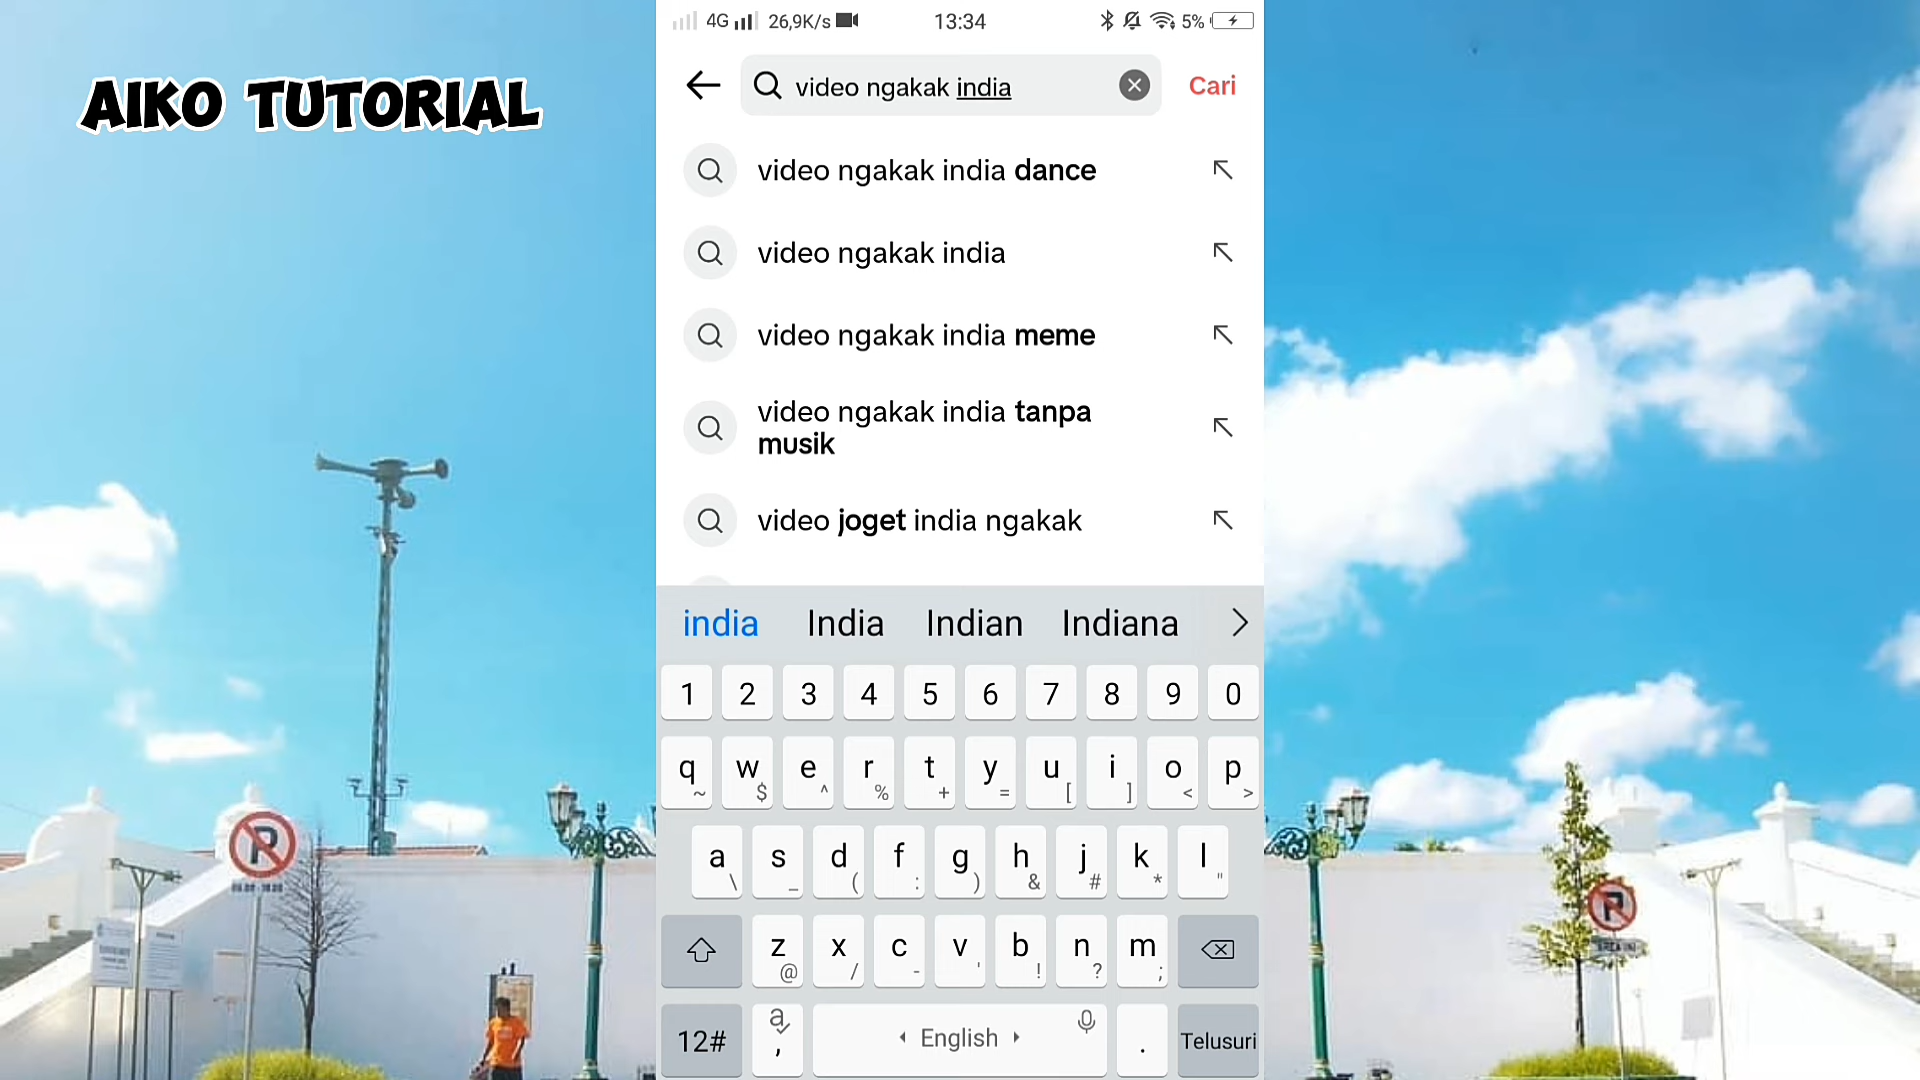 AIKO TUTORIAL
4G 26,9K/s 13:34 5%
video ngakak india
Cari
video ngakak india dance
video ngakak india
video ngakak india meme
video ngakak india tanpa
musik
video joget india ngakak
india India Indian Indiana
1 2 3 4 5 6 7 8 9 0
q w e r t y u i o p
~ $ ^ % + = [ ] < >
a s d f g h j k l
\ _ ( : ) & # * "
z x c v b n m
@ / - ' ! ? ;
12# a , English . Telusuri
P
P
AREA INI